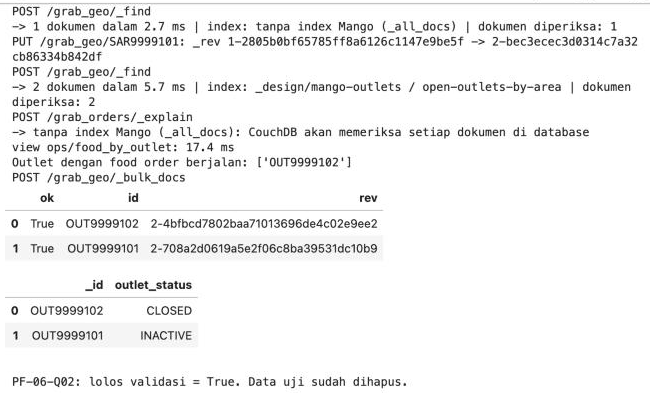 POST /grab_geo/_find
-> 1 dokumen dalam 2.7 ms | index: tanpa index Mango (_all_docs) | dokumen diperiksa: 1
PUT /grab_geo/SAR9999101: _rev 1-2805b0bf65785ff8a6126c1147e9be5f -> 2-bec3ecec3d0314c7a32
cb86334b842df
POST /grab_geo/_find
-> 2 dokumen dalam 5.7 ms | index: _design/mango-outlets / open-outlets-by-area | dokumen
diperiksa: 2
POST /grab_orders/_explain
-> tanpa index Mango (_all_docs): CouchDB akan memeriksa setiap dokumen di database
view ops/food_by_outlet: 17.4 ms
Outlet dengan food order berjalan: ['OUT9999102']
POST /grab_geo/_bulk_docs
ok id rev
0 True OUT9999102 2-4bfbcd7802baa71013696de4c02e9ee2
1 True OUT9999101 2-708a2d0619a5e2f06c8ba39531dc10b9
_id outlet_status
0 OUT9999102 CLOSED
1 OUT9999101 INACTIVE
PF-06-Q02: lolos validasi = True. Data uji sudah dihapus.